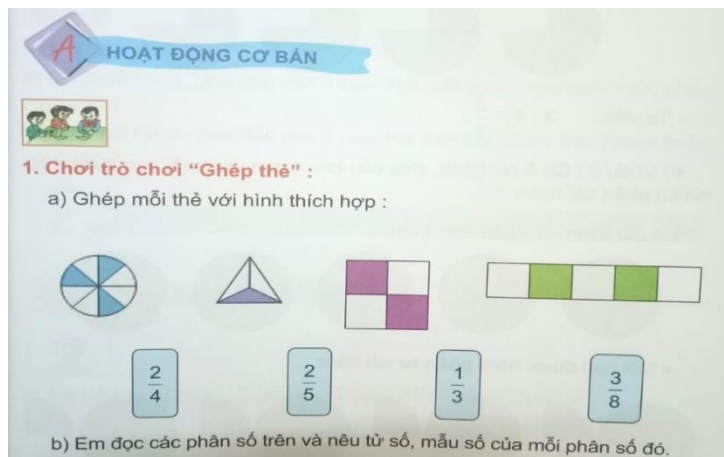 A
HOẠT ĐỘNG CƠ BẢN
1. Chơi trò chơi “Ghép thẻ” :
a) Ghép mỗi thẻ với hình thích hợp :
2/4 2/5 1/3 3/8
b) Em đọc các phân số trên và nêu tử số, mẫu số của mỗi phân số đó.